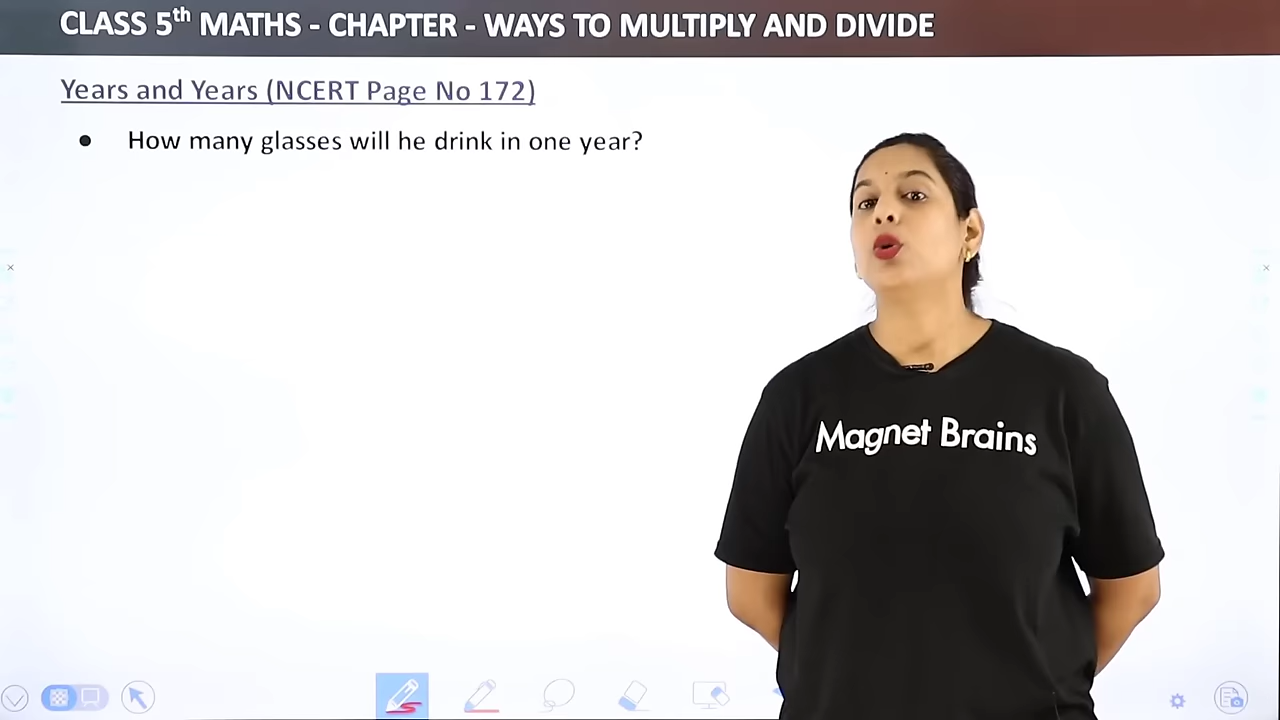 CLASS 5th MATHS - CHAPTER - WAYS TO MULTIPLY AND DIVIDE
Years and Years (NCERT Page No 172)
● How many glasses will he drink in one year?
Magnet Brains